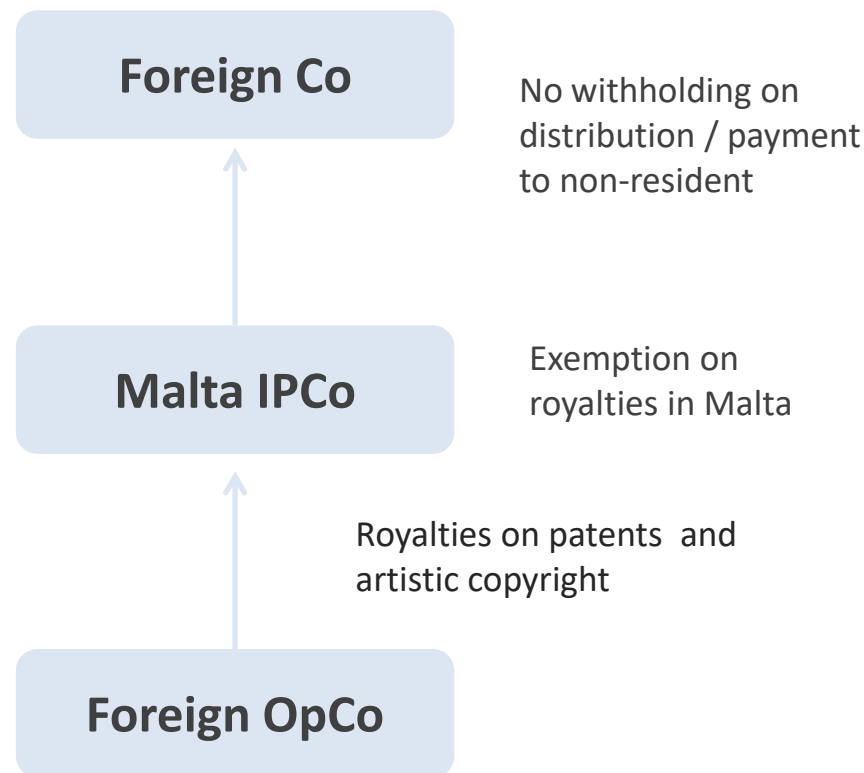 Foreign Co
No withholding on
distribution / payment
to non-resident
Malta IPCo
Exemption on
royalties in Malta
Royalties on patents  and
artistic copyright
Foreign OpCo